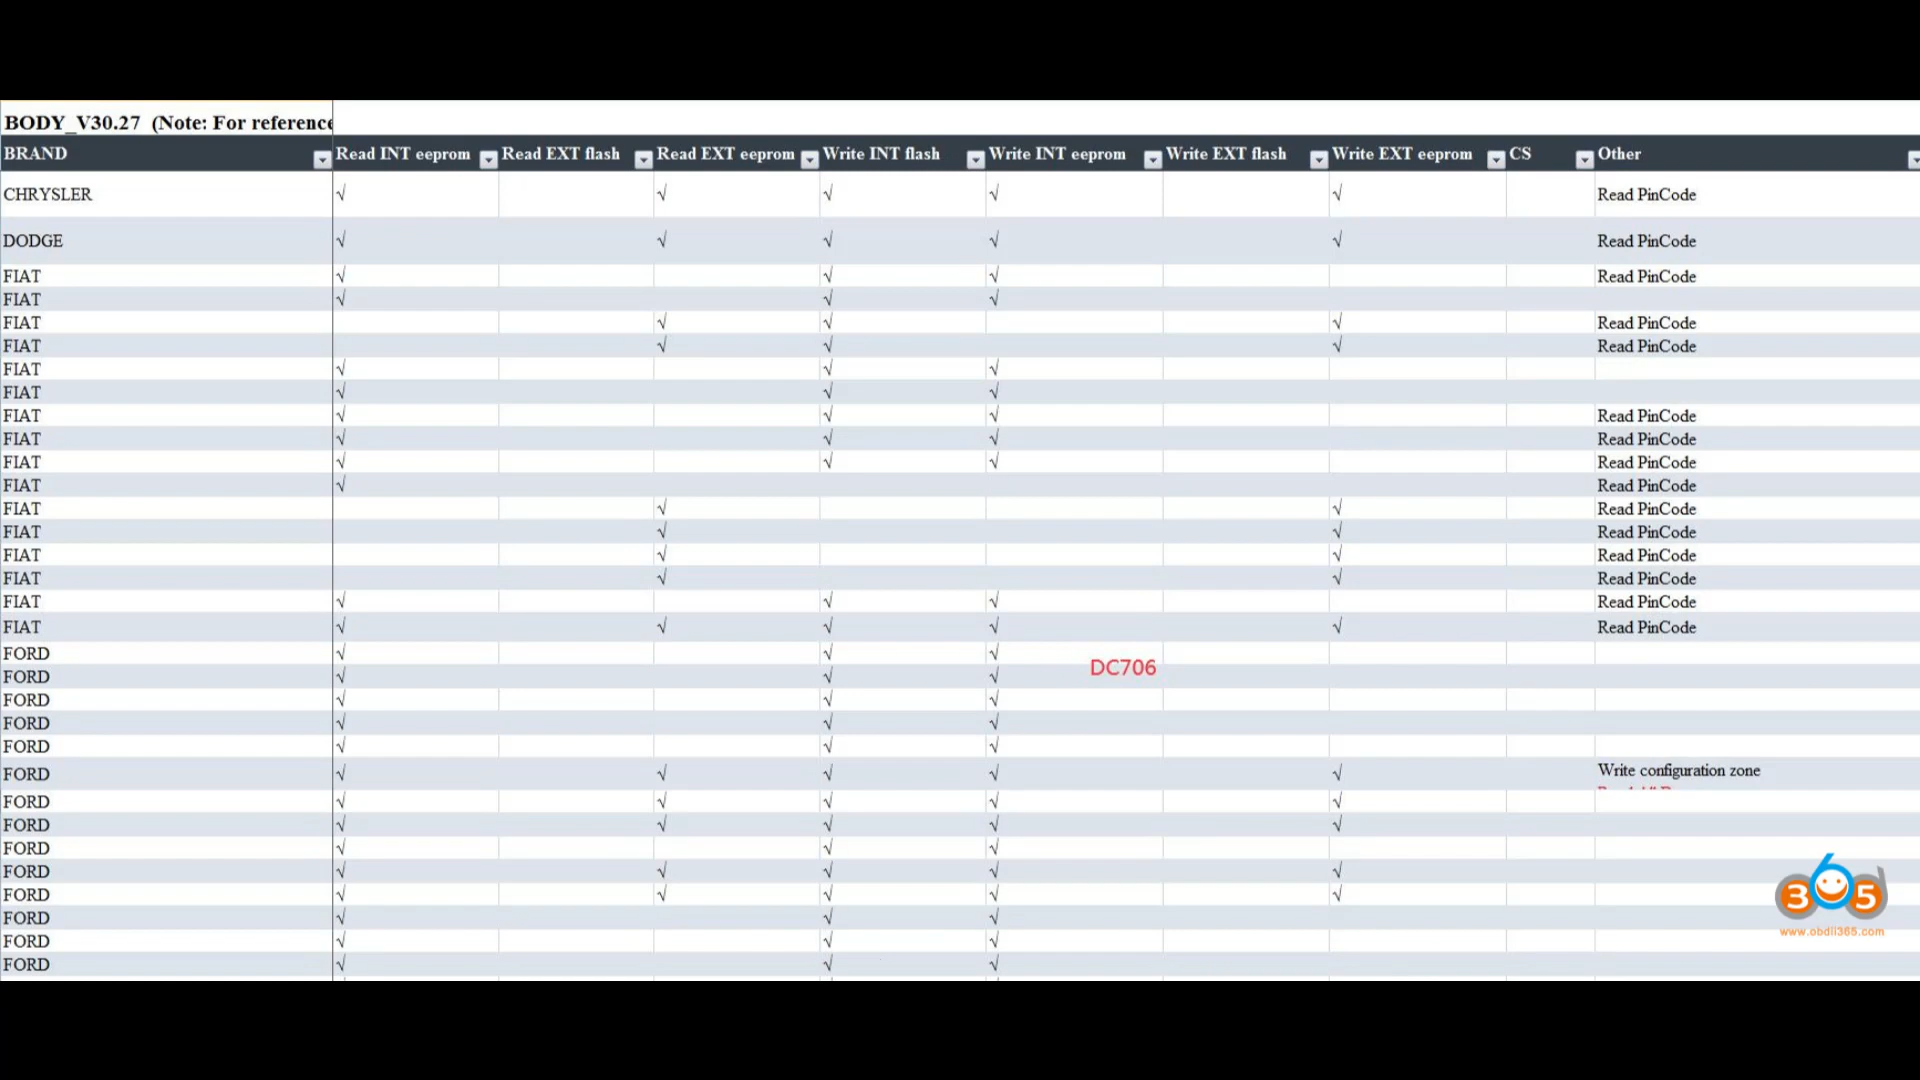 BODY_V30.27 (Note: For reference
BRAND Read INT eeprom Read EXT flash Read EXT eeprom Write INT flash Write INT eeprom Write EXT flash Write EXT eeprom CS Other
CHRYSLER √ √ √ √ √ Read PinCode
DODGE √ √ √ √ √ Read PinCode
FIAT √ √ √ Read PinCode
FIAT √ √ √
FIAT √ √ √ Read PinCode
FIAT √ √ √ Read PinCode
FIAT √ √ √
FIAT √ √ √
FIAT √ √ √ Read PinCode
FIAT √ √ √ Read PinCode
FIAT √ √ √ Read PinCode
FIAT √ Read PinCode
FIAT √ √ Read PinCode
FIAT √ √ Read PinCode
FIAT √ √ Read PinCode
FIAT √ √ Read PinCode
FIAT √ √ √ Read PinCode
FIAT √ √ √ √ √ Read PinCode
FORD √ √ √
DC706
FORD √ √ √
FORD √ √ √
FORD √ √ √
FORD √ √ √
FORD √ √ √ √ √ Write configuration zone
FORD √ √ √ √ √
FORD √ √ √ √ √
FORD √ √ √
FORD √ √ √ √ √
FORD √ √ √ √ √
FORD √ √ √
FORD √ √ √
FORD √ √ √
365
www.obdii365.com